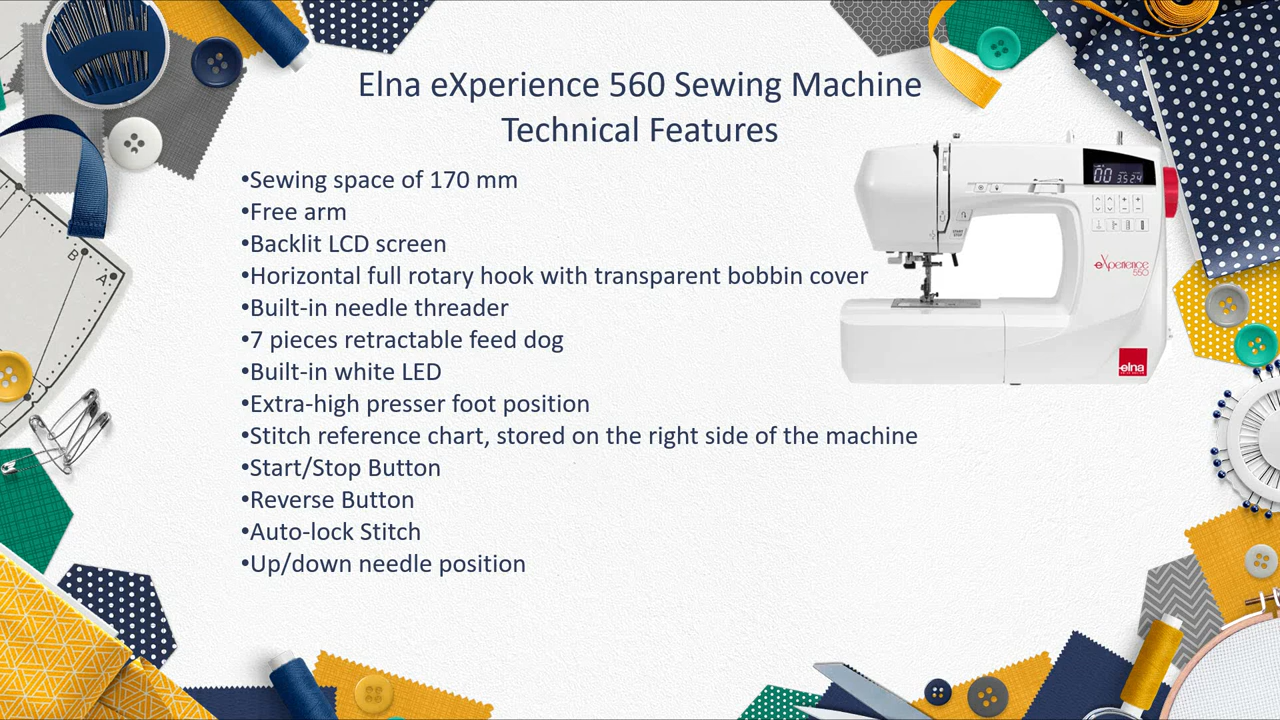 Elna eXperience 560 Sewing Machine
Technical Features
•Sewing space of 170 mm
•Free arm
•Backlit LCD screen
•Horizontal full rotary hook with transparent bobbin cover
•Built-in needle threader
•7 pieces retractable feed dog
•Built-in white LED
•Extra-high presser foot position
•Stitch reference chart, stored on the right side of the machine
•Start/Stop Button
•Reverse Button
•Auto-lock Stitch
•Up/down needle position
00 3524
eXperience
550
elna
B
A